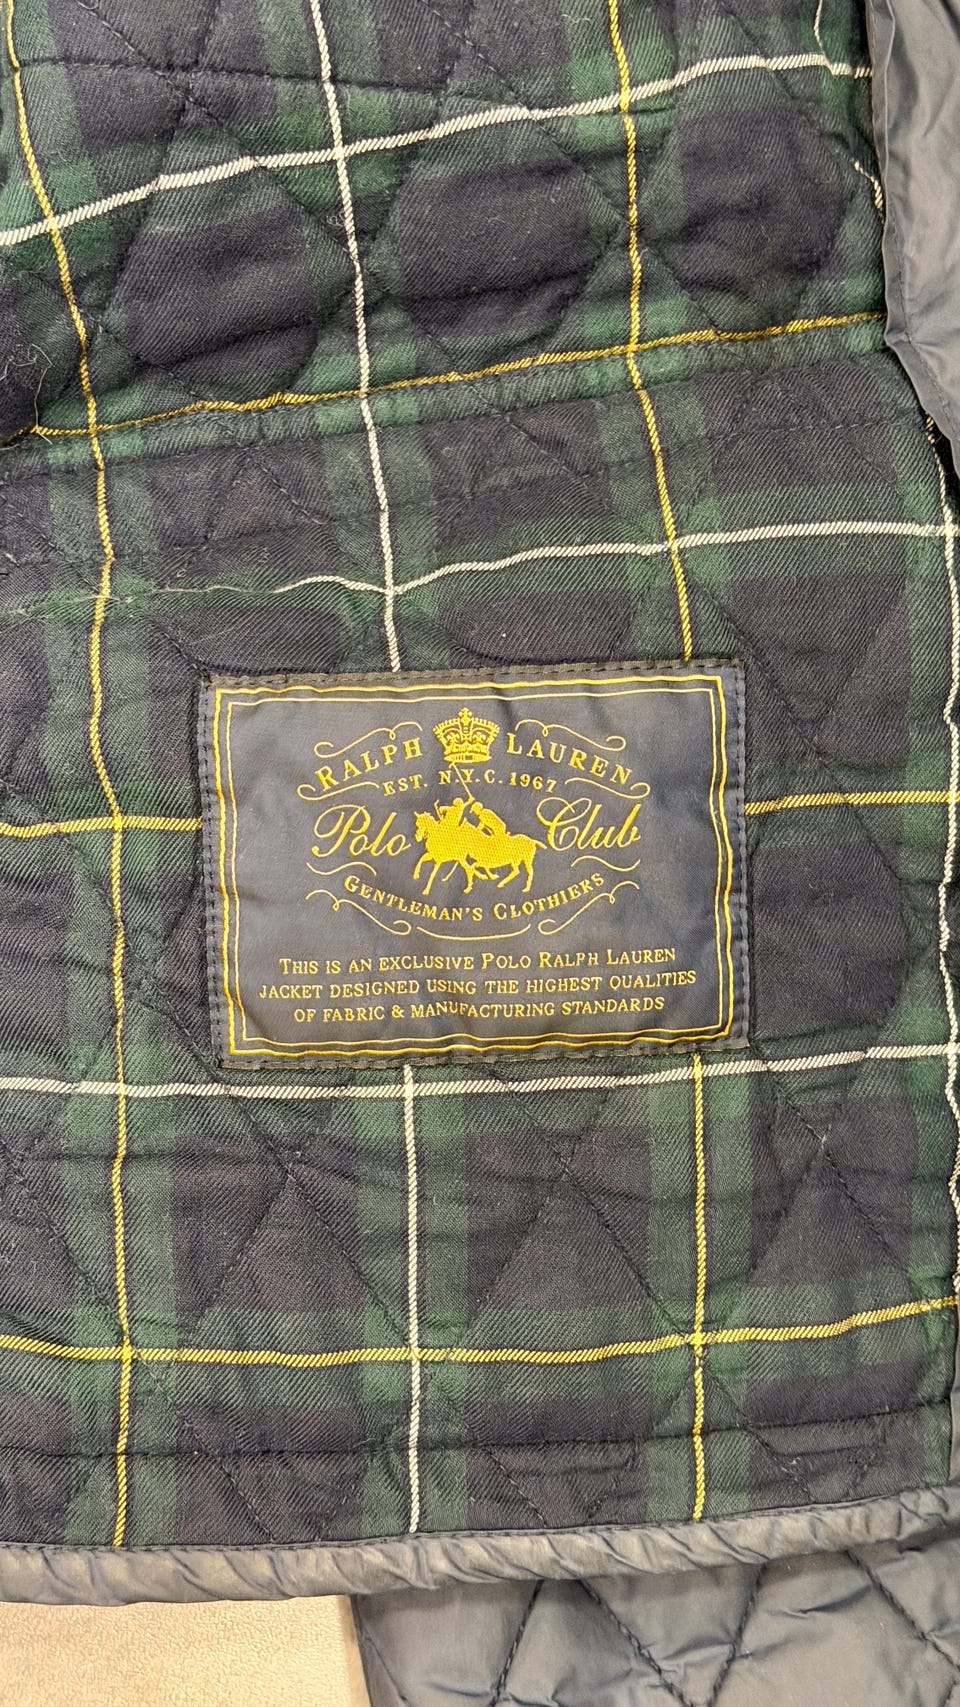 RALPH LAUREN
EST. N.Y.C. 1967
Polo Club
GENTLEMAN'S CLOTHIERS
THIS IS AN EXCLUSIVE POLO RALPH LAUREN
JACKET DESIGNED USING THE HIGHEST QUALITIES
OF FABRIC & MANUFACTURING STANDARDS